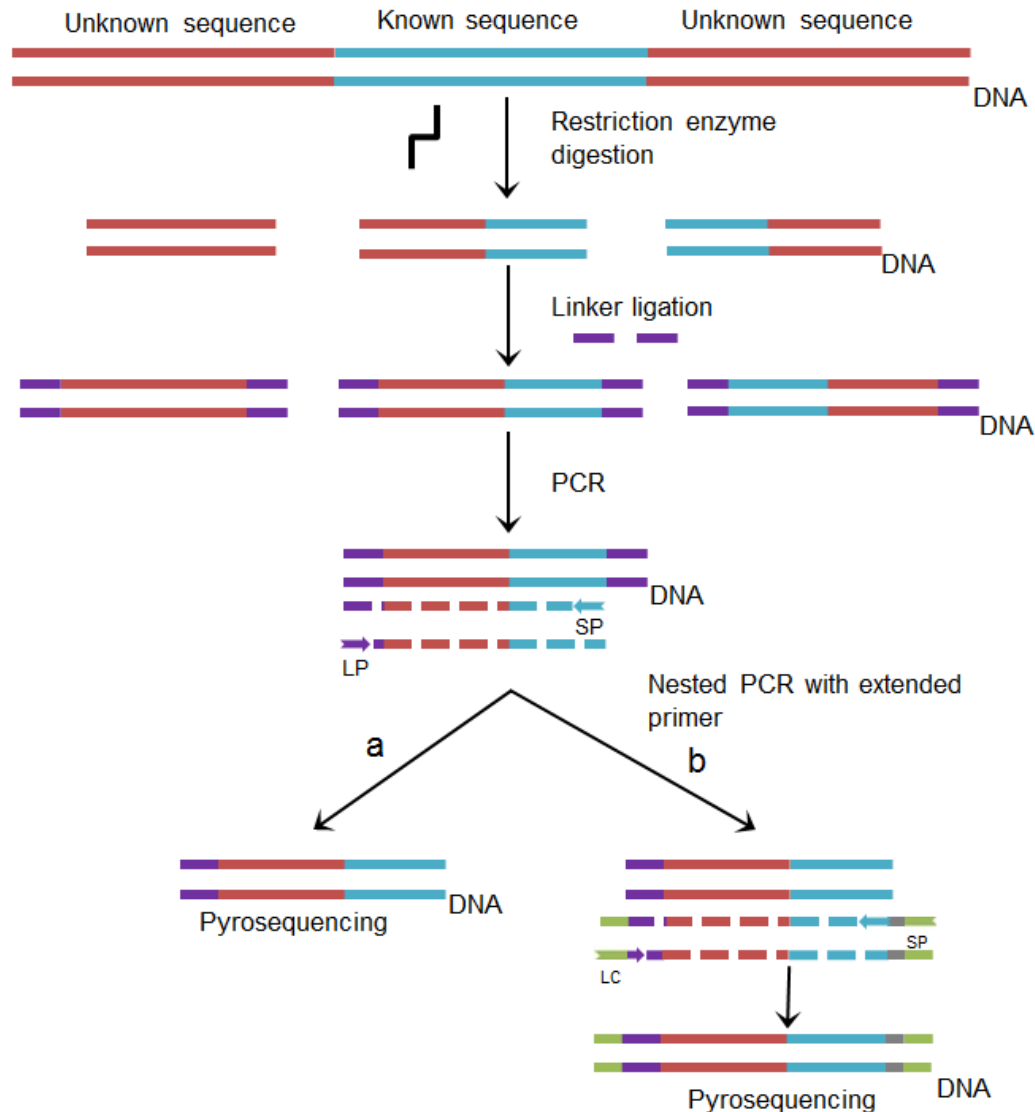 Unknown sequence Known sequence Unknown sequence
DNA
Restriction enzyme
digestion
DNA
Linker ligation
DNA
PCR
DNA
SP
LP
Nested PCR with extended
primer
a
b
DNA
Pyrosequencing
SP
LC
DNA
Pyrosequencing